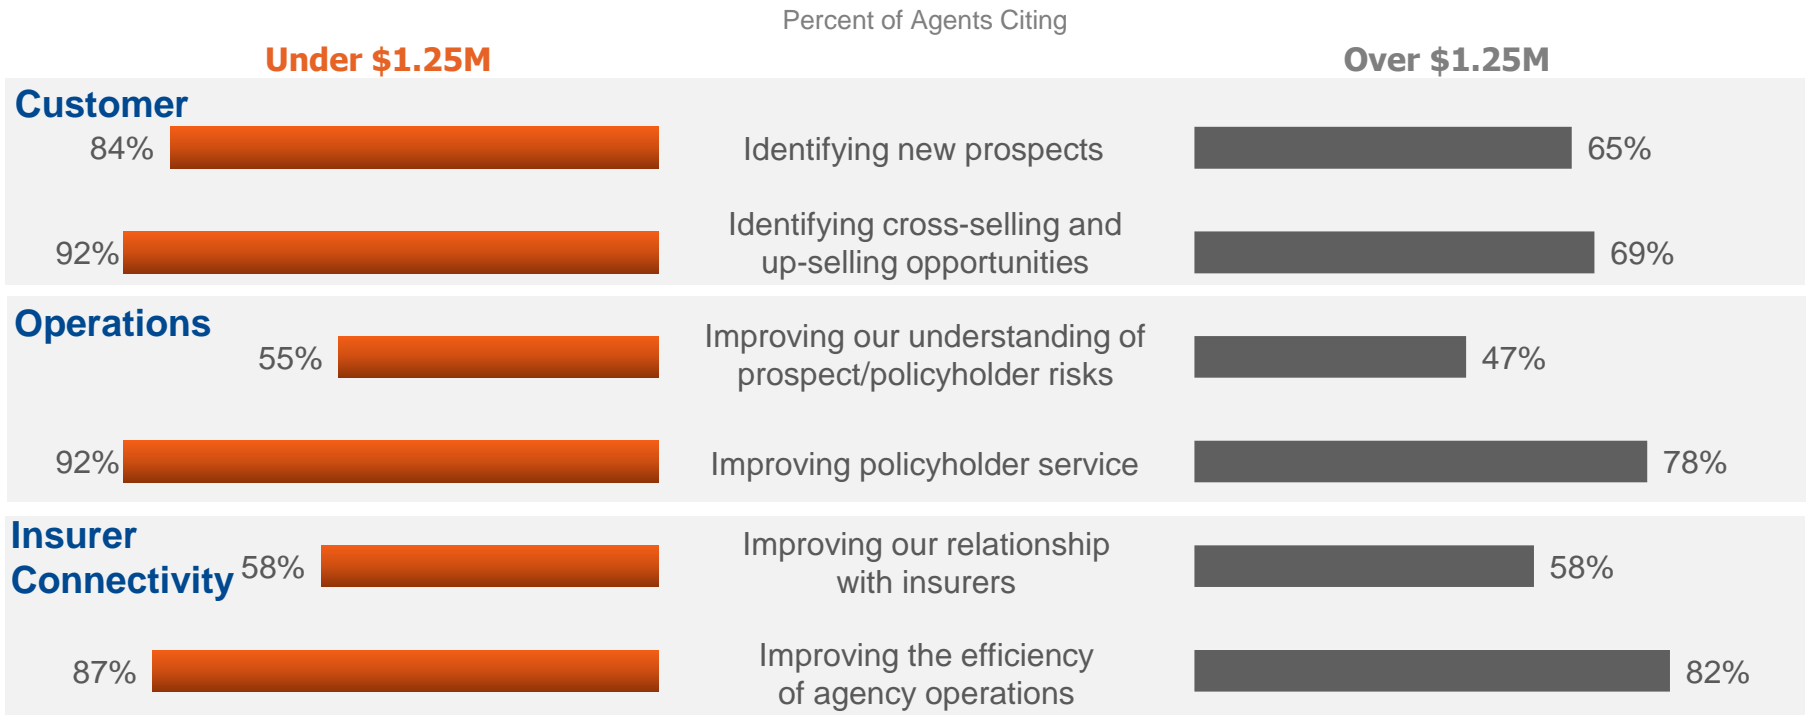 Percent of Agents Citing
Under $1.25M
Over $1.25M
Customer
84%
Identifying new prospects
65%
92%
Identifying cross-selling and
up-selling opportunities
69%
Operations
55%
Improving our understanding of
prospect/policyholder risks
47%
92%
Improving policyholder service
78%
Insurer
Connectivity
58%
Improving our relationship
with insurers
58%
87%
Improving the efficiency
of agency operations
82%